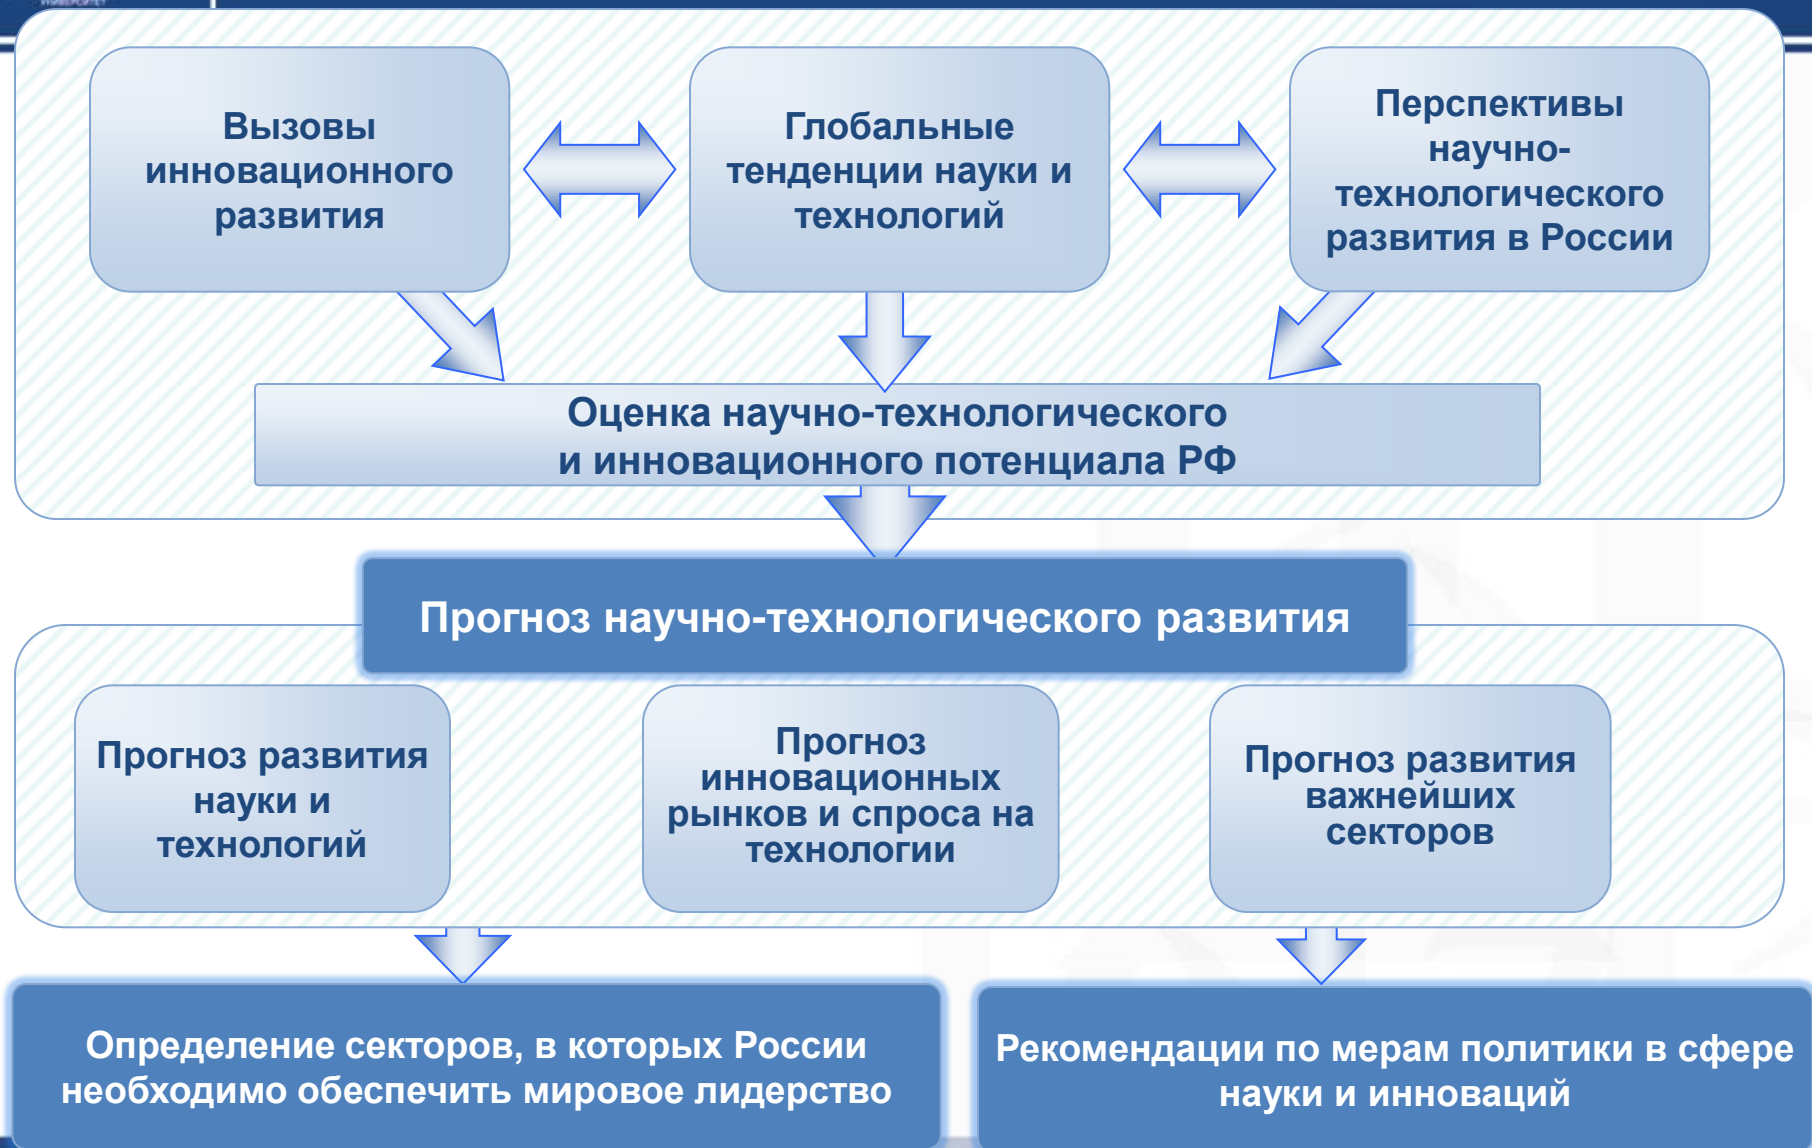 УНИВЕРСИТЕТ
Вызовы
инновационного
развития
Глобальные
тенденции науки и
технологий
Перспективы
научно-
технологического
развития в России
Оценка научно-технологического
и инновационного потенциала РФ
Прогноз научно-технологического развития
Прогноз развития
науки и
технологий
Прогноз
инновационных
рынков и спроса на
технологии
Прогноз развития
важнейших
секторов
Определение секторов, в которых России
необходимо обеспечить мировое лидерство
Рекомендации по мерам политики в сфере
науки и инноваций